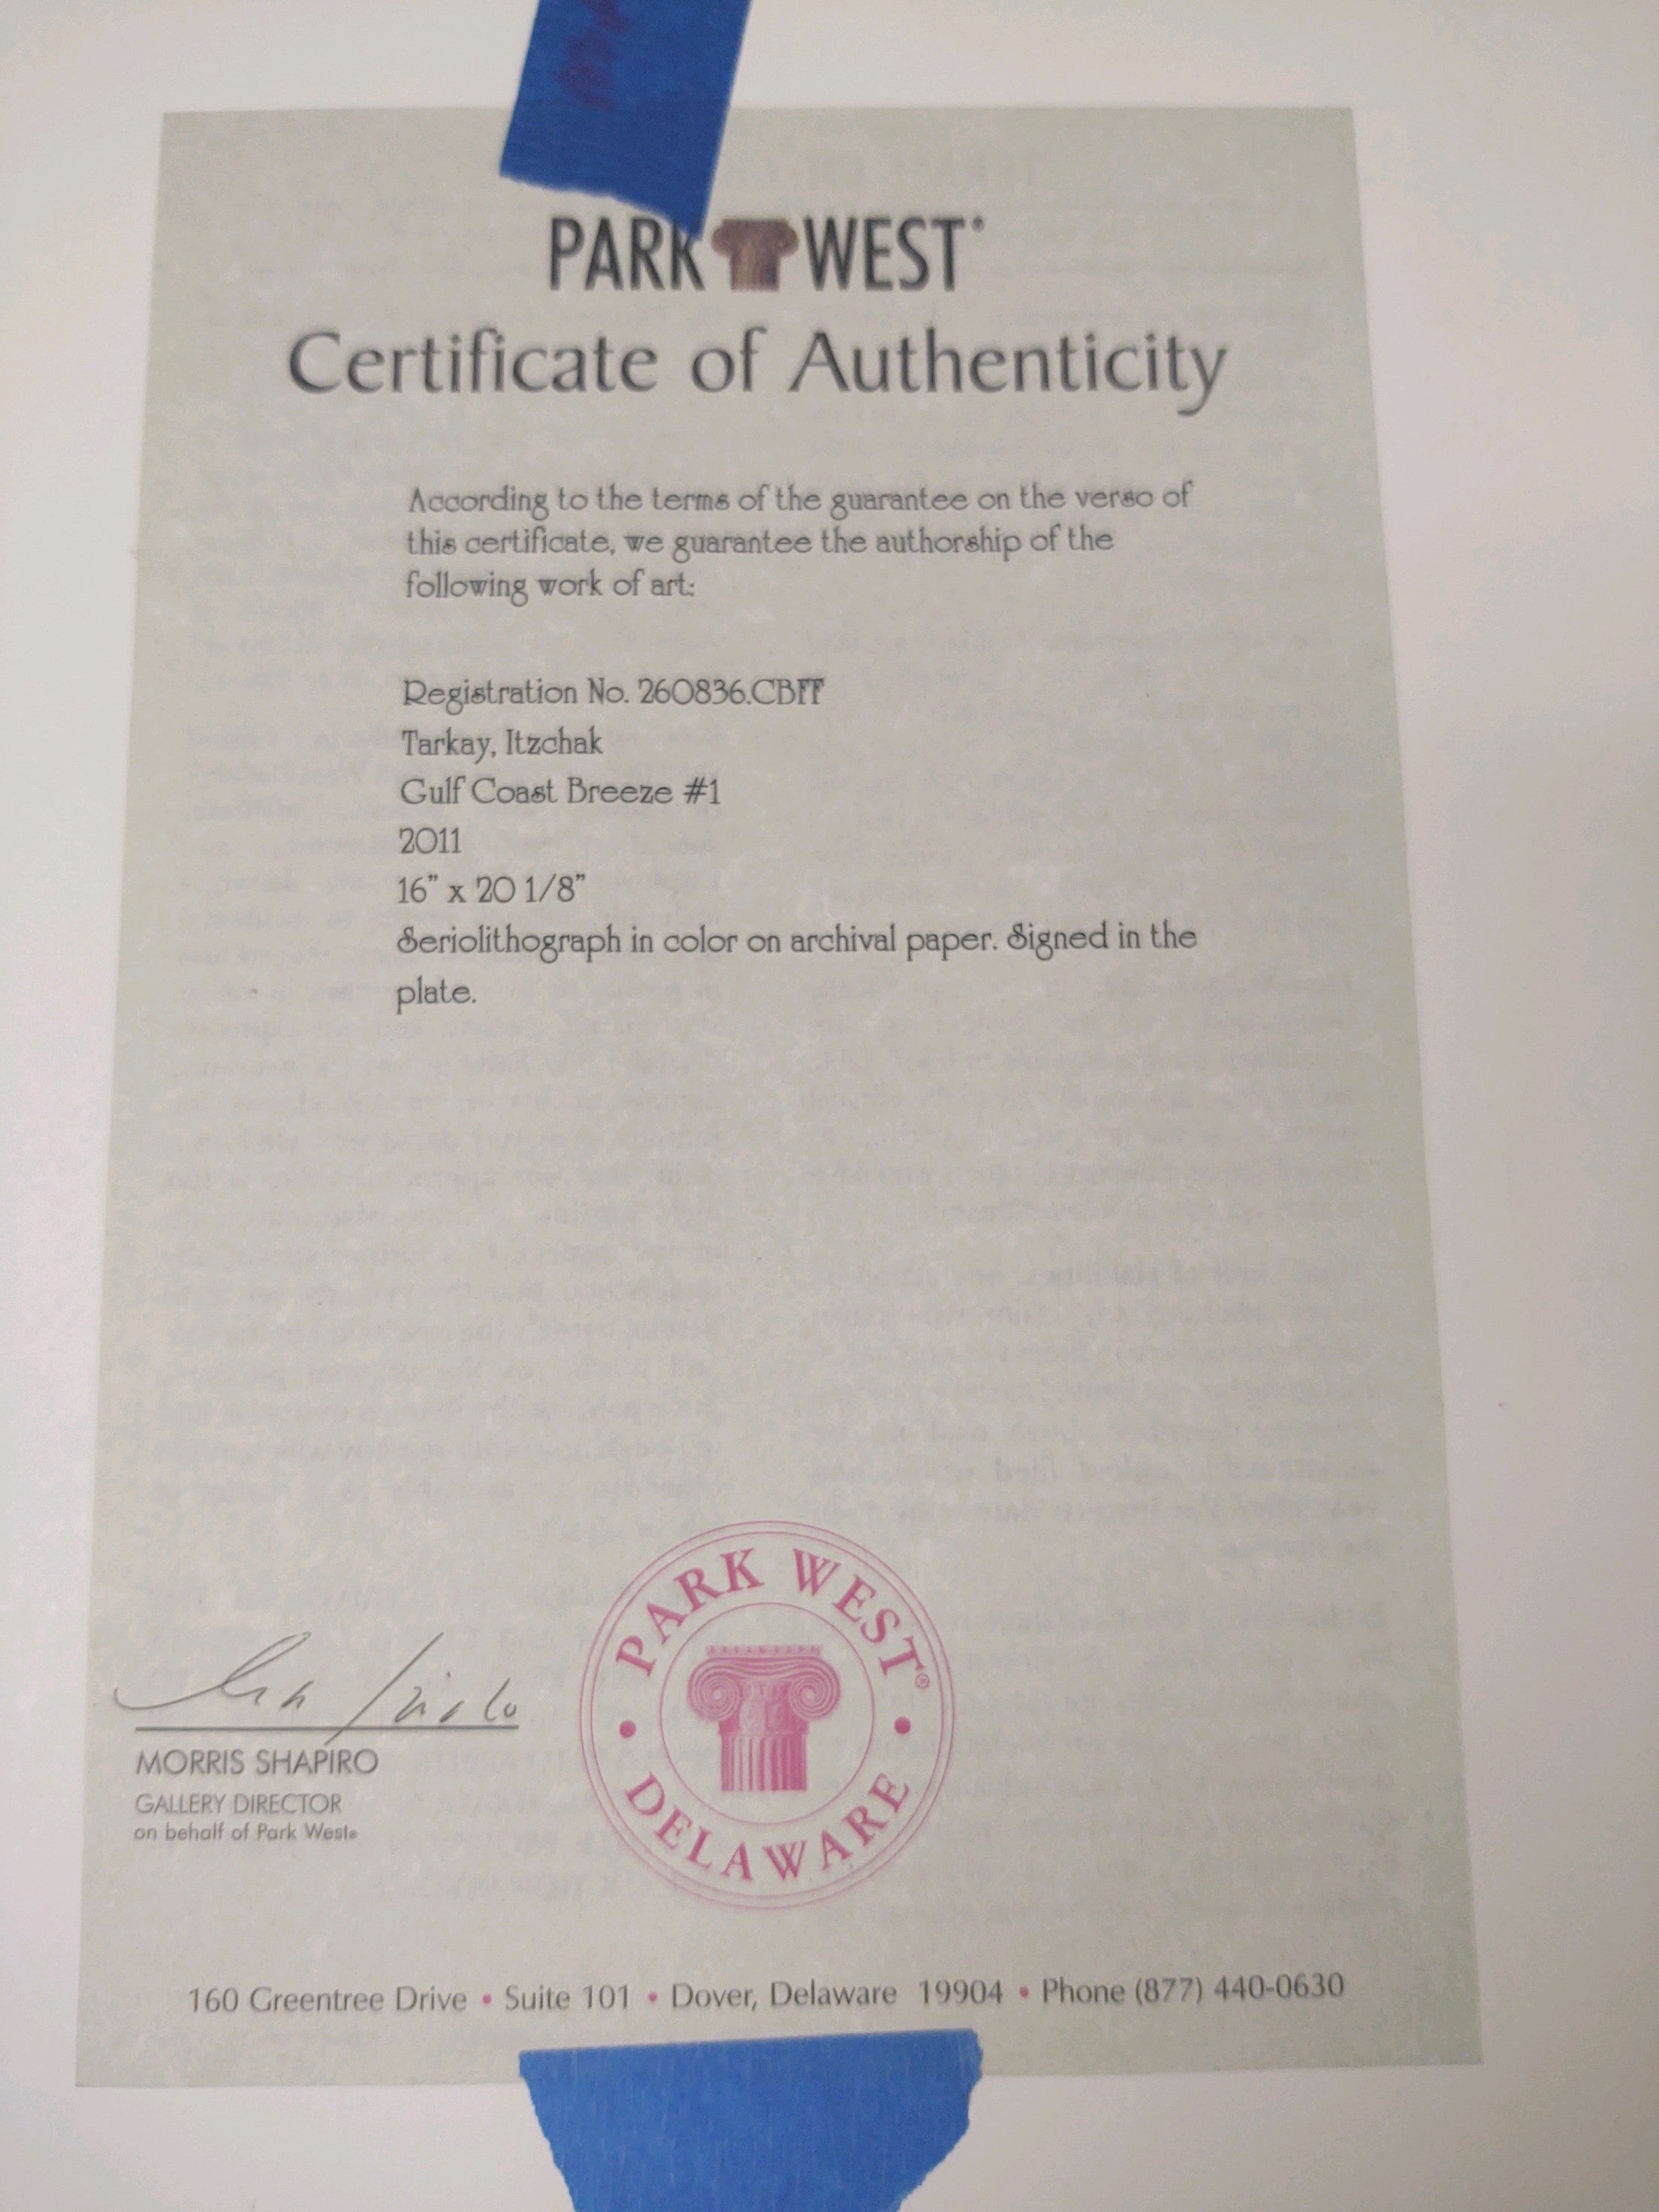 PARK WEST®
Certificate of Authenticity
According to the terms of the guarantee on the verso of
this certificate, we guarantee the authorship of the
following work of art:
Registration No. 260836.CBFF
Tarkay, Itzchak
Gulf Coast Breeze #1
2011
16” x 20 1/8”
Seriolithograph in color on archival paper. Signed in the
plate.
PARK WEST®
• DELAWARE •
MORRIS SHAPIRO
GALLERY DIRECTOR
on behalf of Park West®
160 Greentree Drive • Suite 101 • Dover, Delaware 19904 • Phone (877) 440-0630